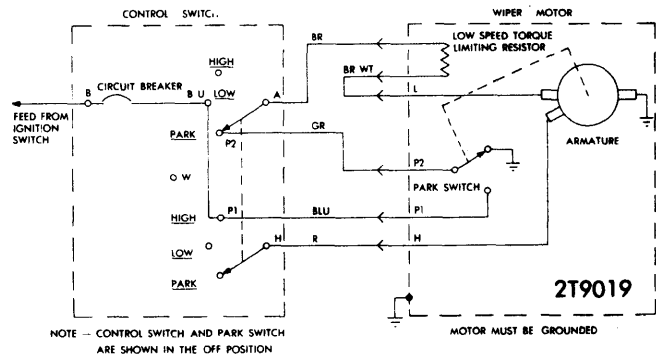 CONTROL SWITCH
WIPER MOTOR
BR
LOW SPEED TORQUE
LIMITING RESISTOR
HIGH
CIRCUIT BREAKER
BR WT
B
B U
LOW
A
L
FEED FROM
IGNITION
SWITCH
GR
PARK
P2
ARMATURE
P2
W
PARK SWITCH
HIGH
P1
BLU
P1
H
R
H
LOW
PARK
2T9019
NOTE – CONTROL SWITCH AND PARK SWITCH
ARE SHOWN IN THE OFF POSITION
MOTOR MUST BE GROUNDED